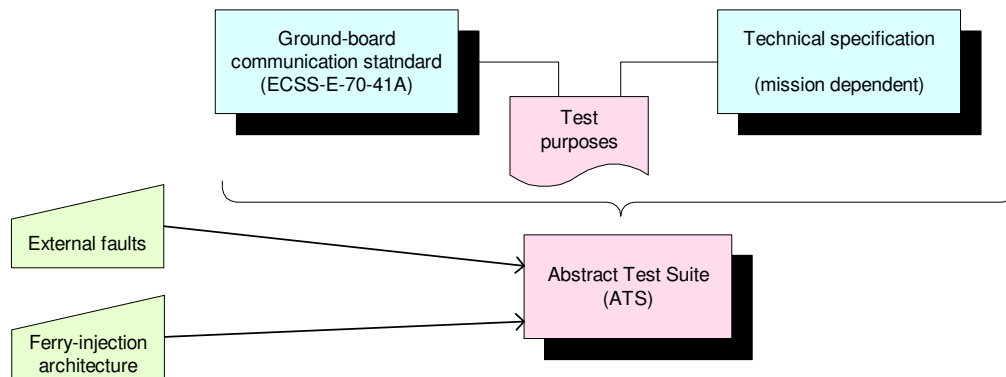 Ground-board
communication statndard
(ECSS-E-70-41A)
Technical specification
(mission dependent)
Test
purposes
External faults
Abstract Test Suite
(ATS)
Ferry-injection
architecture